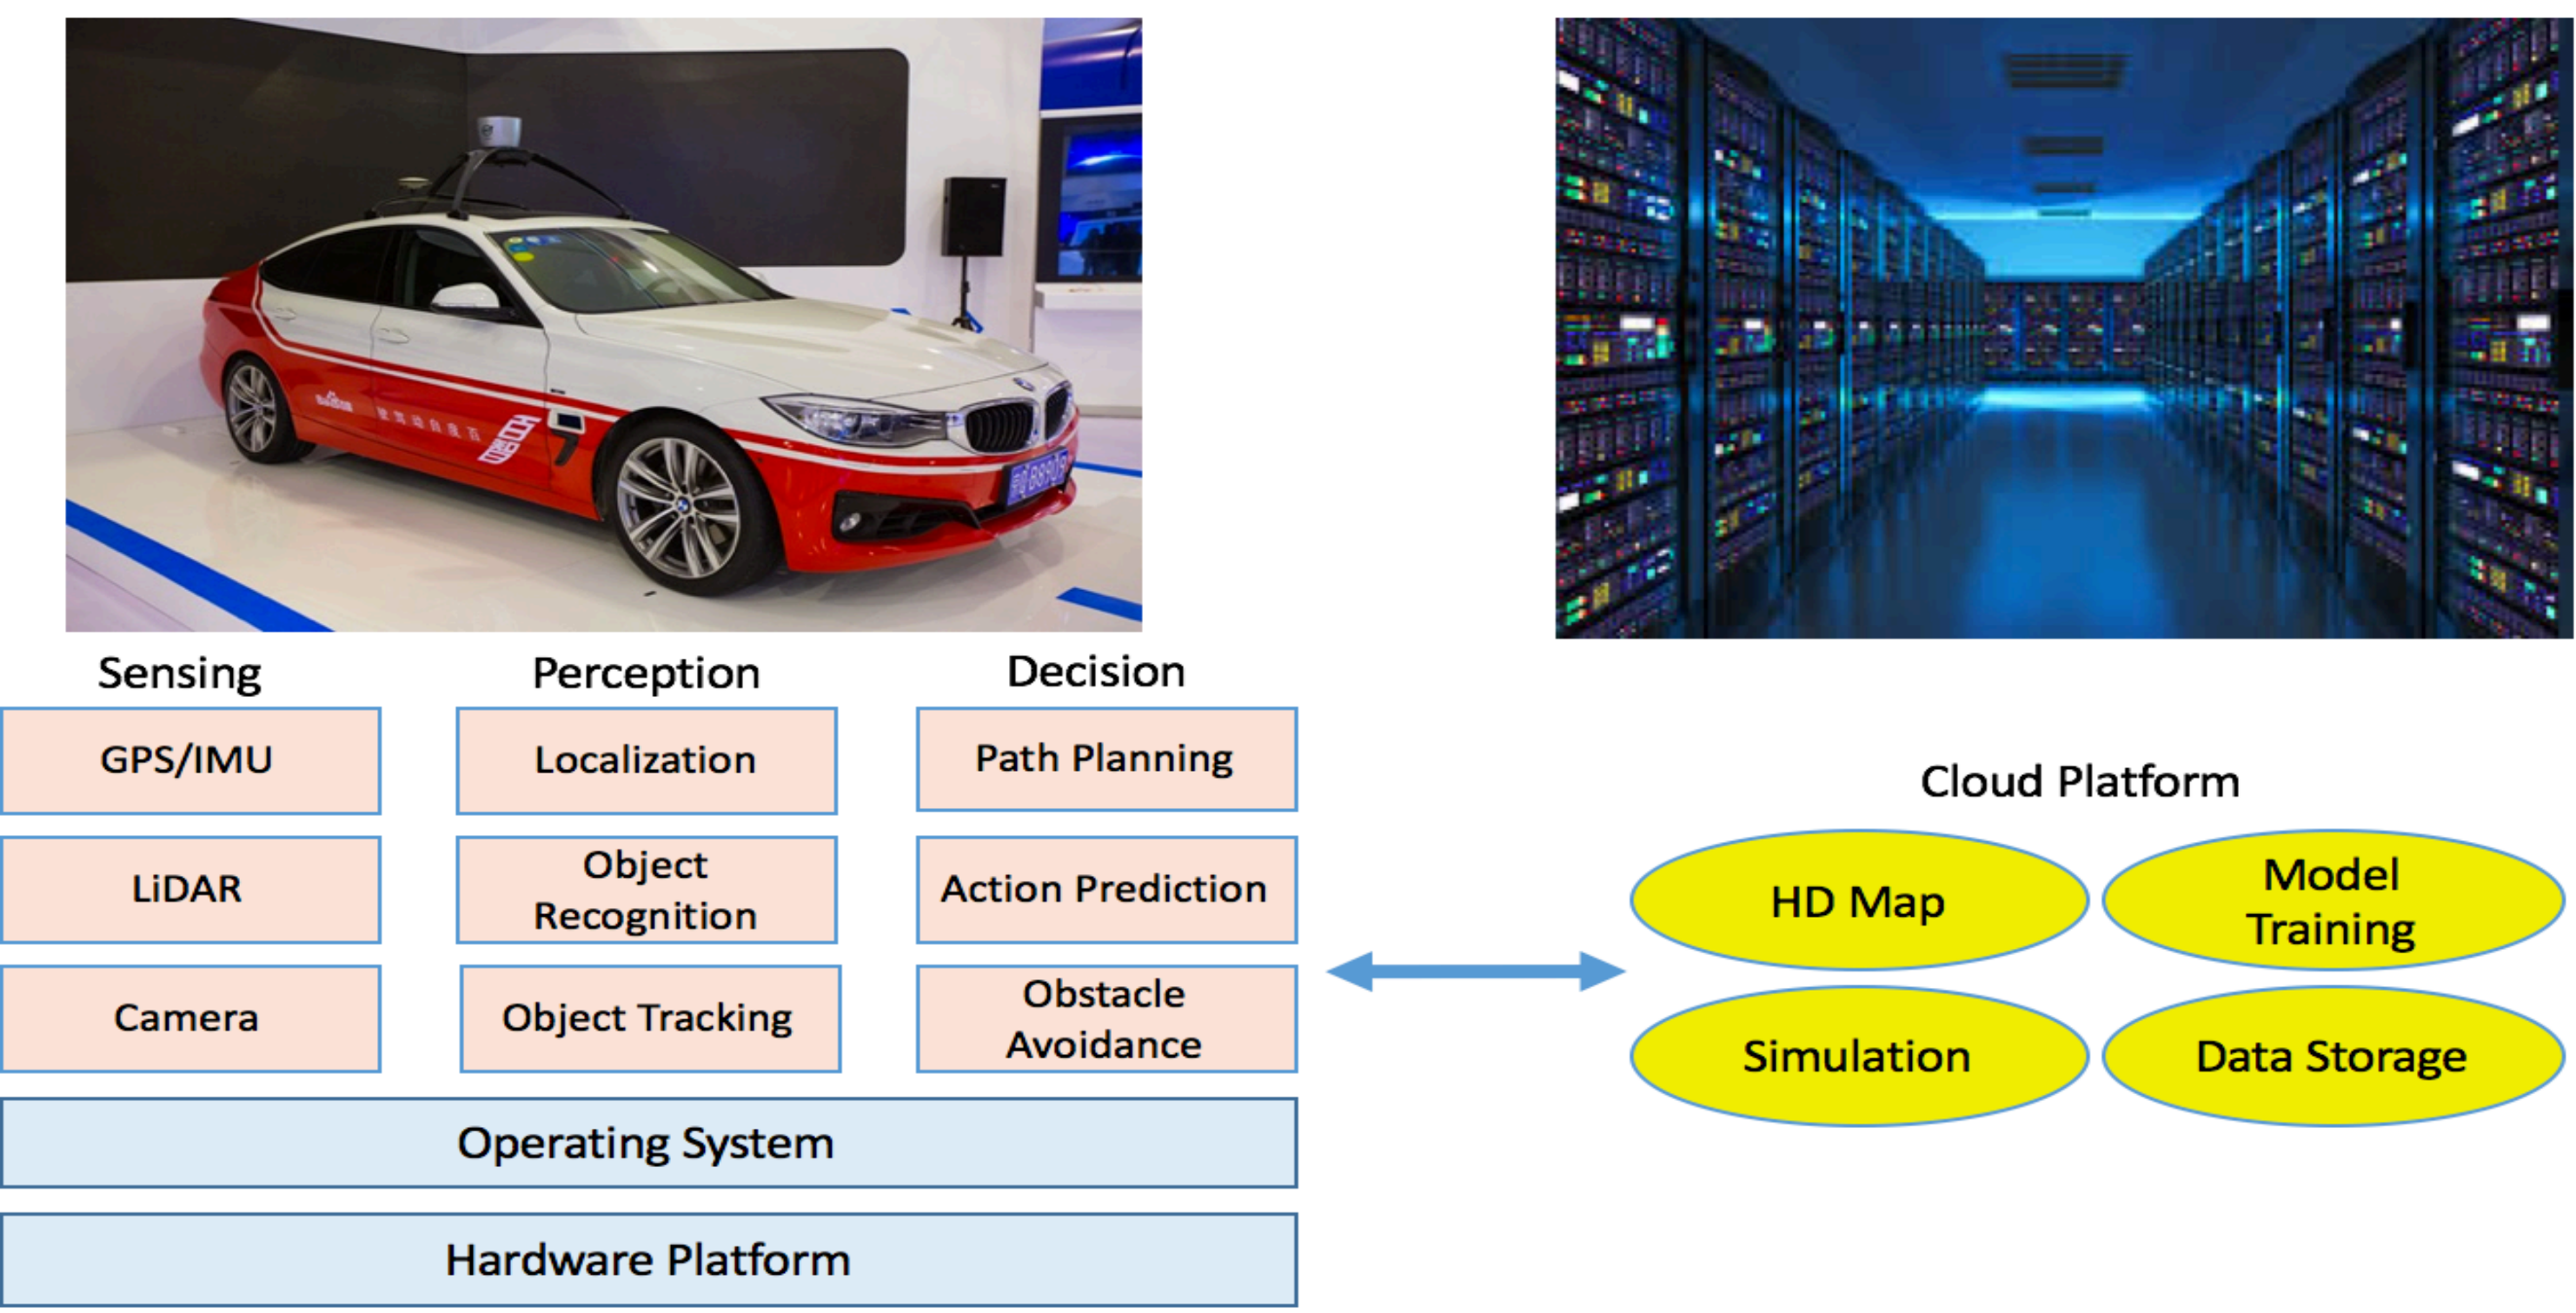 Sensing
Perception
Decision
GPS/IMU
Localization
Path Planning
LiDAR
Object
Recognition
Action Prediction
Camera
Object Tracking
Obstacle
Avoidance
Operating System
Hardware Platform
Cloud Platform
HD Map
Model
Training
Simulation
Data Storage